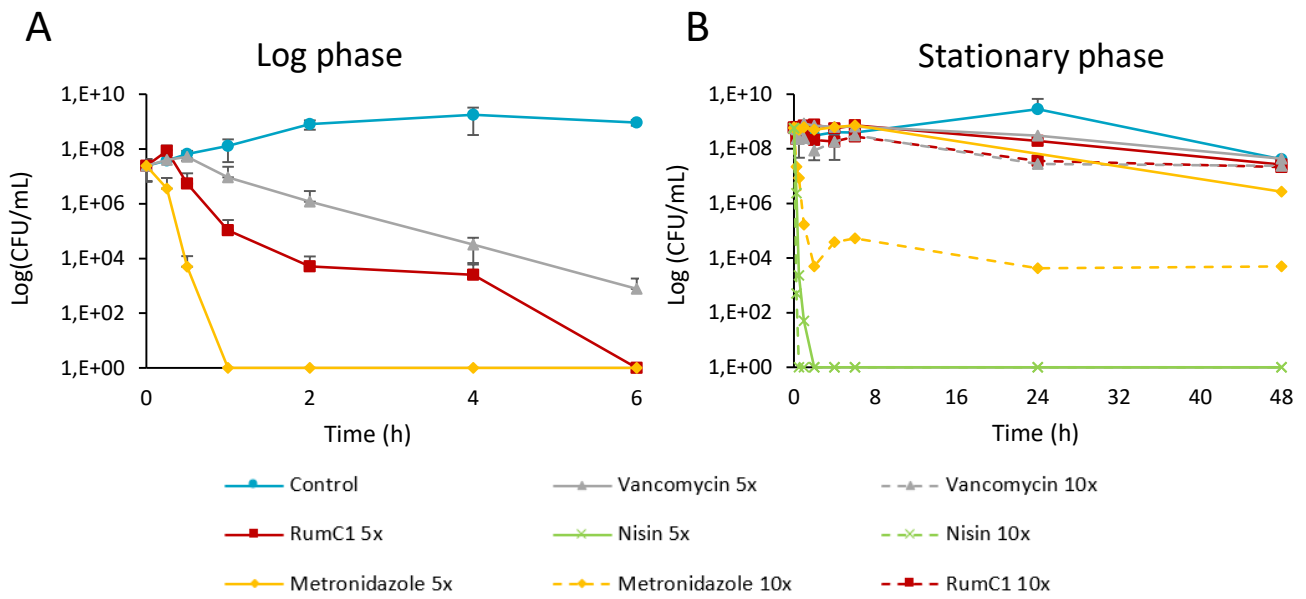 A
Log phase
Log(CFU/mL)
1,E+10
1,E+08
1,E+06
1,E+04
1,E+02
1,E+00
0 2 4 6
Time (h)
B
Stationary phase
Log (CFU/mL)
1,E+10
1,E+08
1,E+06
1,E+04
1,E+02
1,E+00
0 8 16 24 32 40 48
Time (h)
Control Vancomycin 5x Vancomycin 10x
RumC1 5x Nisin 5x Nisin 10x
Metronidazole 5x Metronidazole 10x RumC1 10x